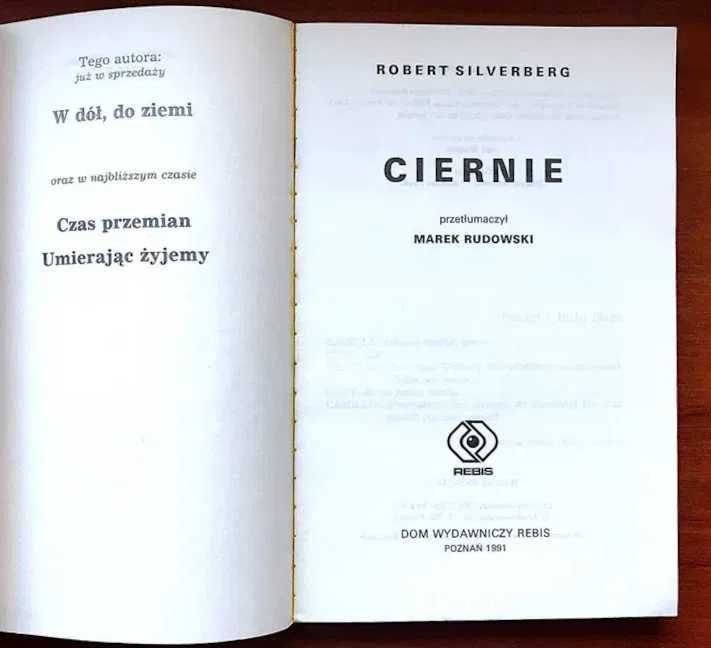 Tego autora:
już w sprzedaży
W dół, do ziemi
oraz w najbliższym czasie
Czas przemian
Umierając żyjemy
ROBERT SILVERBERG
CIERNIE
przetłumaczył
MAREK RUDOWSKI
REBIS
DOM WYDAWNICZY REBIS
POZNAŃ 1991